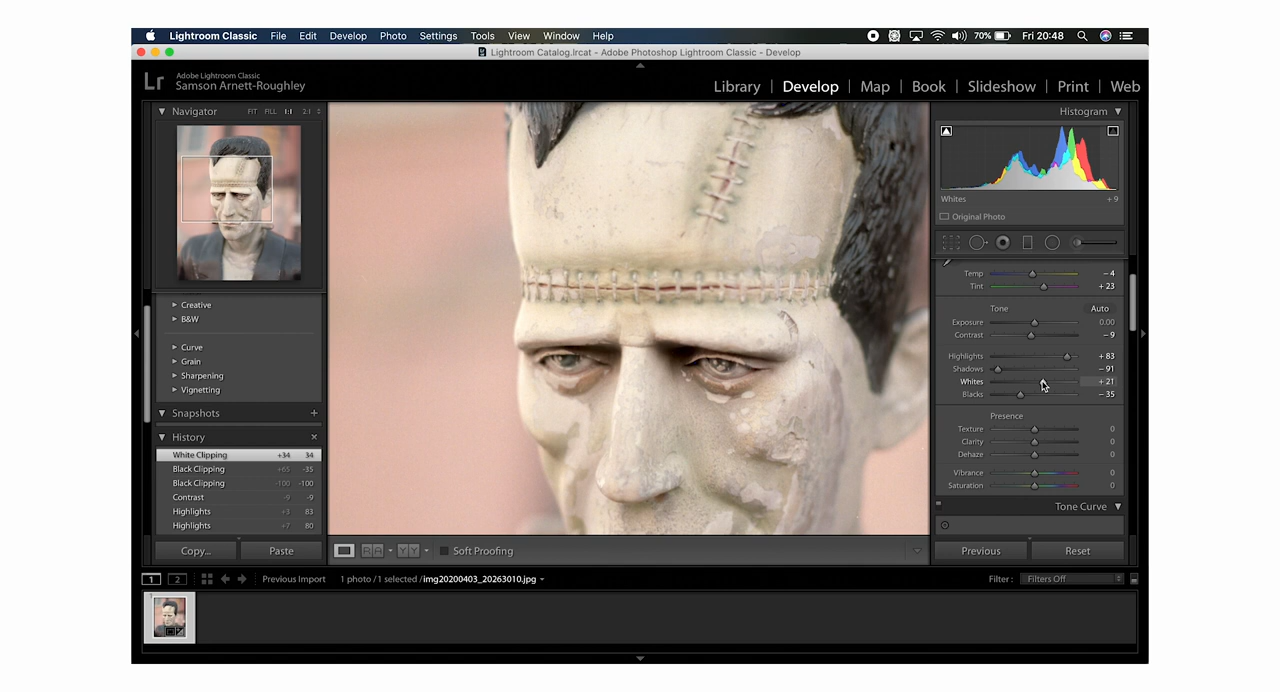 Lightroom Classic File Edit Develop Photo Settings Tools View Window Help 70% Fri 20:48
Lightroom Catalog.lrcat - Adobe Photoshop Lightroom Classic - Develop
Lr Adobe Lightroom Classic
Samson Arnett-Roughley
Library | Develop | Map | Book | Slideshow | Print | Web
Navigator FIT FILL 1:1 2:1
Histogram
Whites + 9
Original Photo
Temp − 4
Tint + 23
Tone Auto
Exposure 0.00
Contrast − 9
Highlights + 83
Shadows − 91
Whites + 21
Blacks − 35
Presence
Texture 0
Clarity 0
Dehaze 0
Vibrance 0
Saturation 0
Tone Curve
Creative
B&W
Curve
Grain
Sharpening
Vignetting
Snapshots +
History ×
White Clipping +34 34
Black Clipping +65 -35
Black Clipping -100 -100
Contrast -9 -9
Highlights +3 83
Highlights +7 80
Copy... Paste
RA YY Soft Proofing
Previous Reset
1 2 Previous Import 1 photo / 1 selected / img20200403_20263010.jpg Filter : Filters Off
1